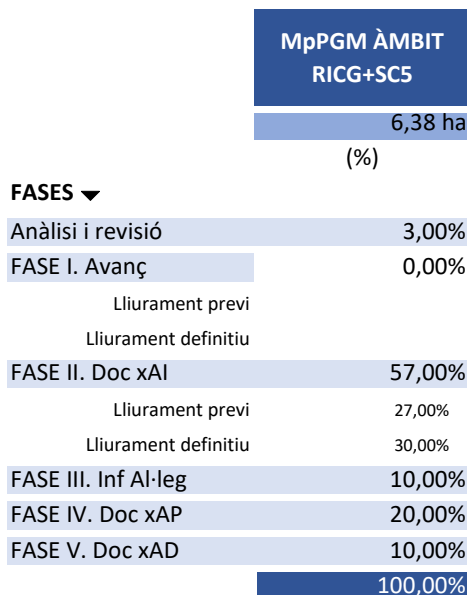 MpPGM ÀMBIT
RICG+SC5
6,38 ha
(%)
FASES
Anàlisi i revisió 3,00%
FASE I. Avanç 0,00%
Lliurament previ
Lliurament definitiu
FASE II. Doc xAI 57,00%
Lliurament previ 27,00%
Lliurament definitiu 30,00%
FASE III. Inf Al·leg 10,00%
FASE IV. Doc xAP 20,00%
FASE V. Doc xAD 10,00%
100,00%